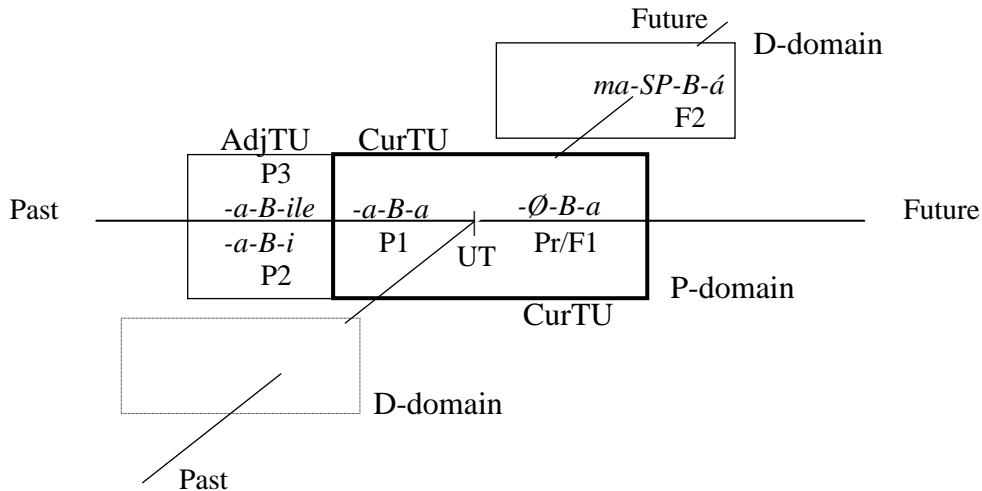 Future
D-domain
ma-SP-B-á
F2
AdjTU
CurTU
P3
Past
-a-B-ile
-a-B-a
-Ø-B-a
Future
-a-B-i
P1
UT
Pr/F1
P2
P-domain
CurTU
D-domain
Past